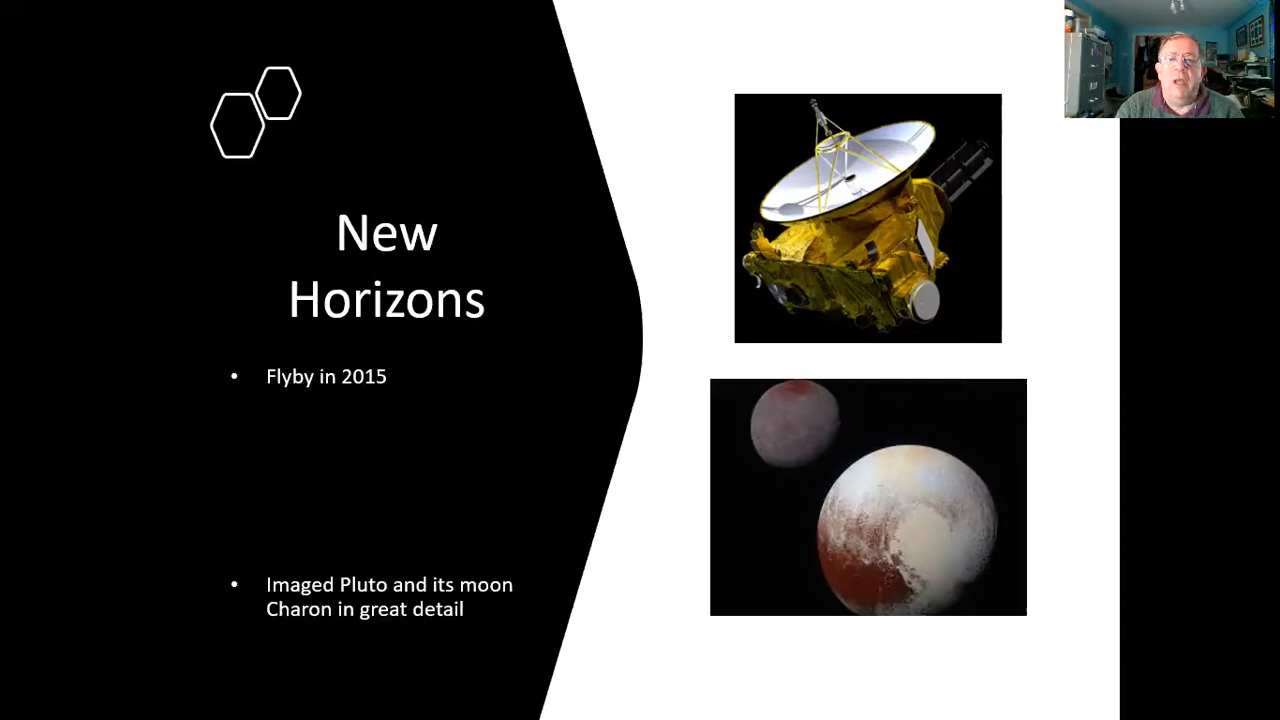 New
Horizons
• Flyby in 2015
• Imaged Pluto and its moon
Charon in great detail